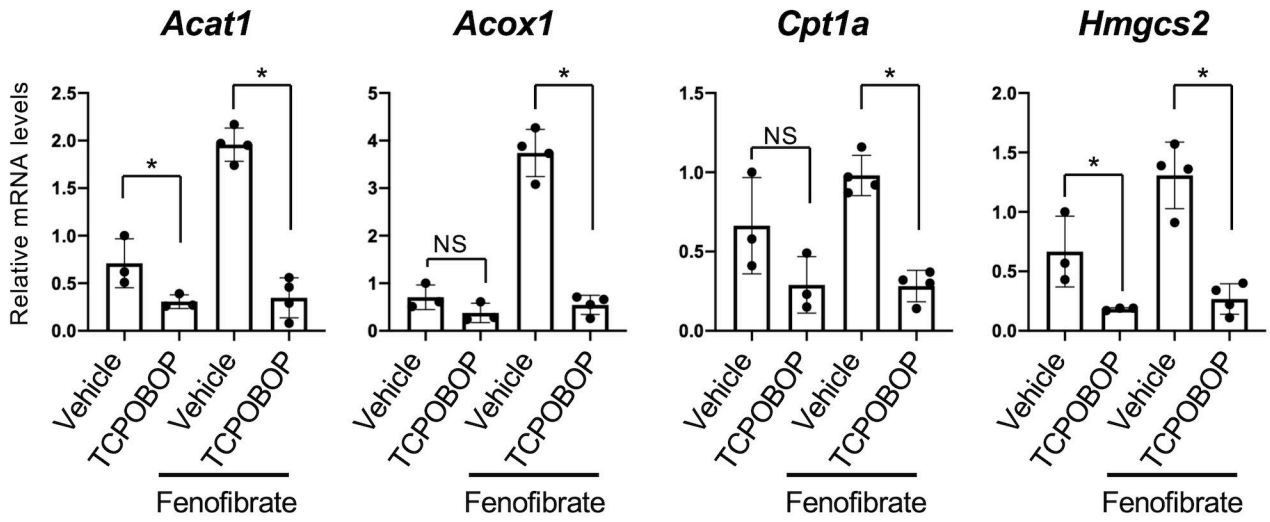 Acat1 Acox1 Cpt1a Hmgcs2
Relative mRNA levels
2.5
2.0
1.5
1.0
0.5
0.0
*
*
Vehicle
TCPOBOP
Vehicle
TCPOBOP
Fenofibrate
5
4
3
2
1
0
NS
*
Vehicle
TCPOBOP
Vehicle
TCPOBOP
Fenofibrate
1.5
1.0
0.5
0.0
NS
*
Vehicle
TCPOBOP
Vehicle
TCPOBOP
Fenofibrate
2.0
1.5
1.0
0.5
0.0
*
*
Vehicle
TCPOBOP
Vehicle
TCPOBOP
Fenofibrate